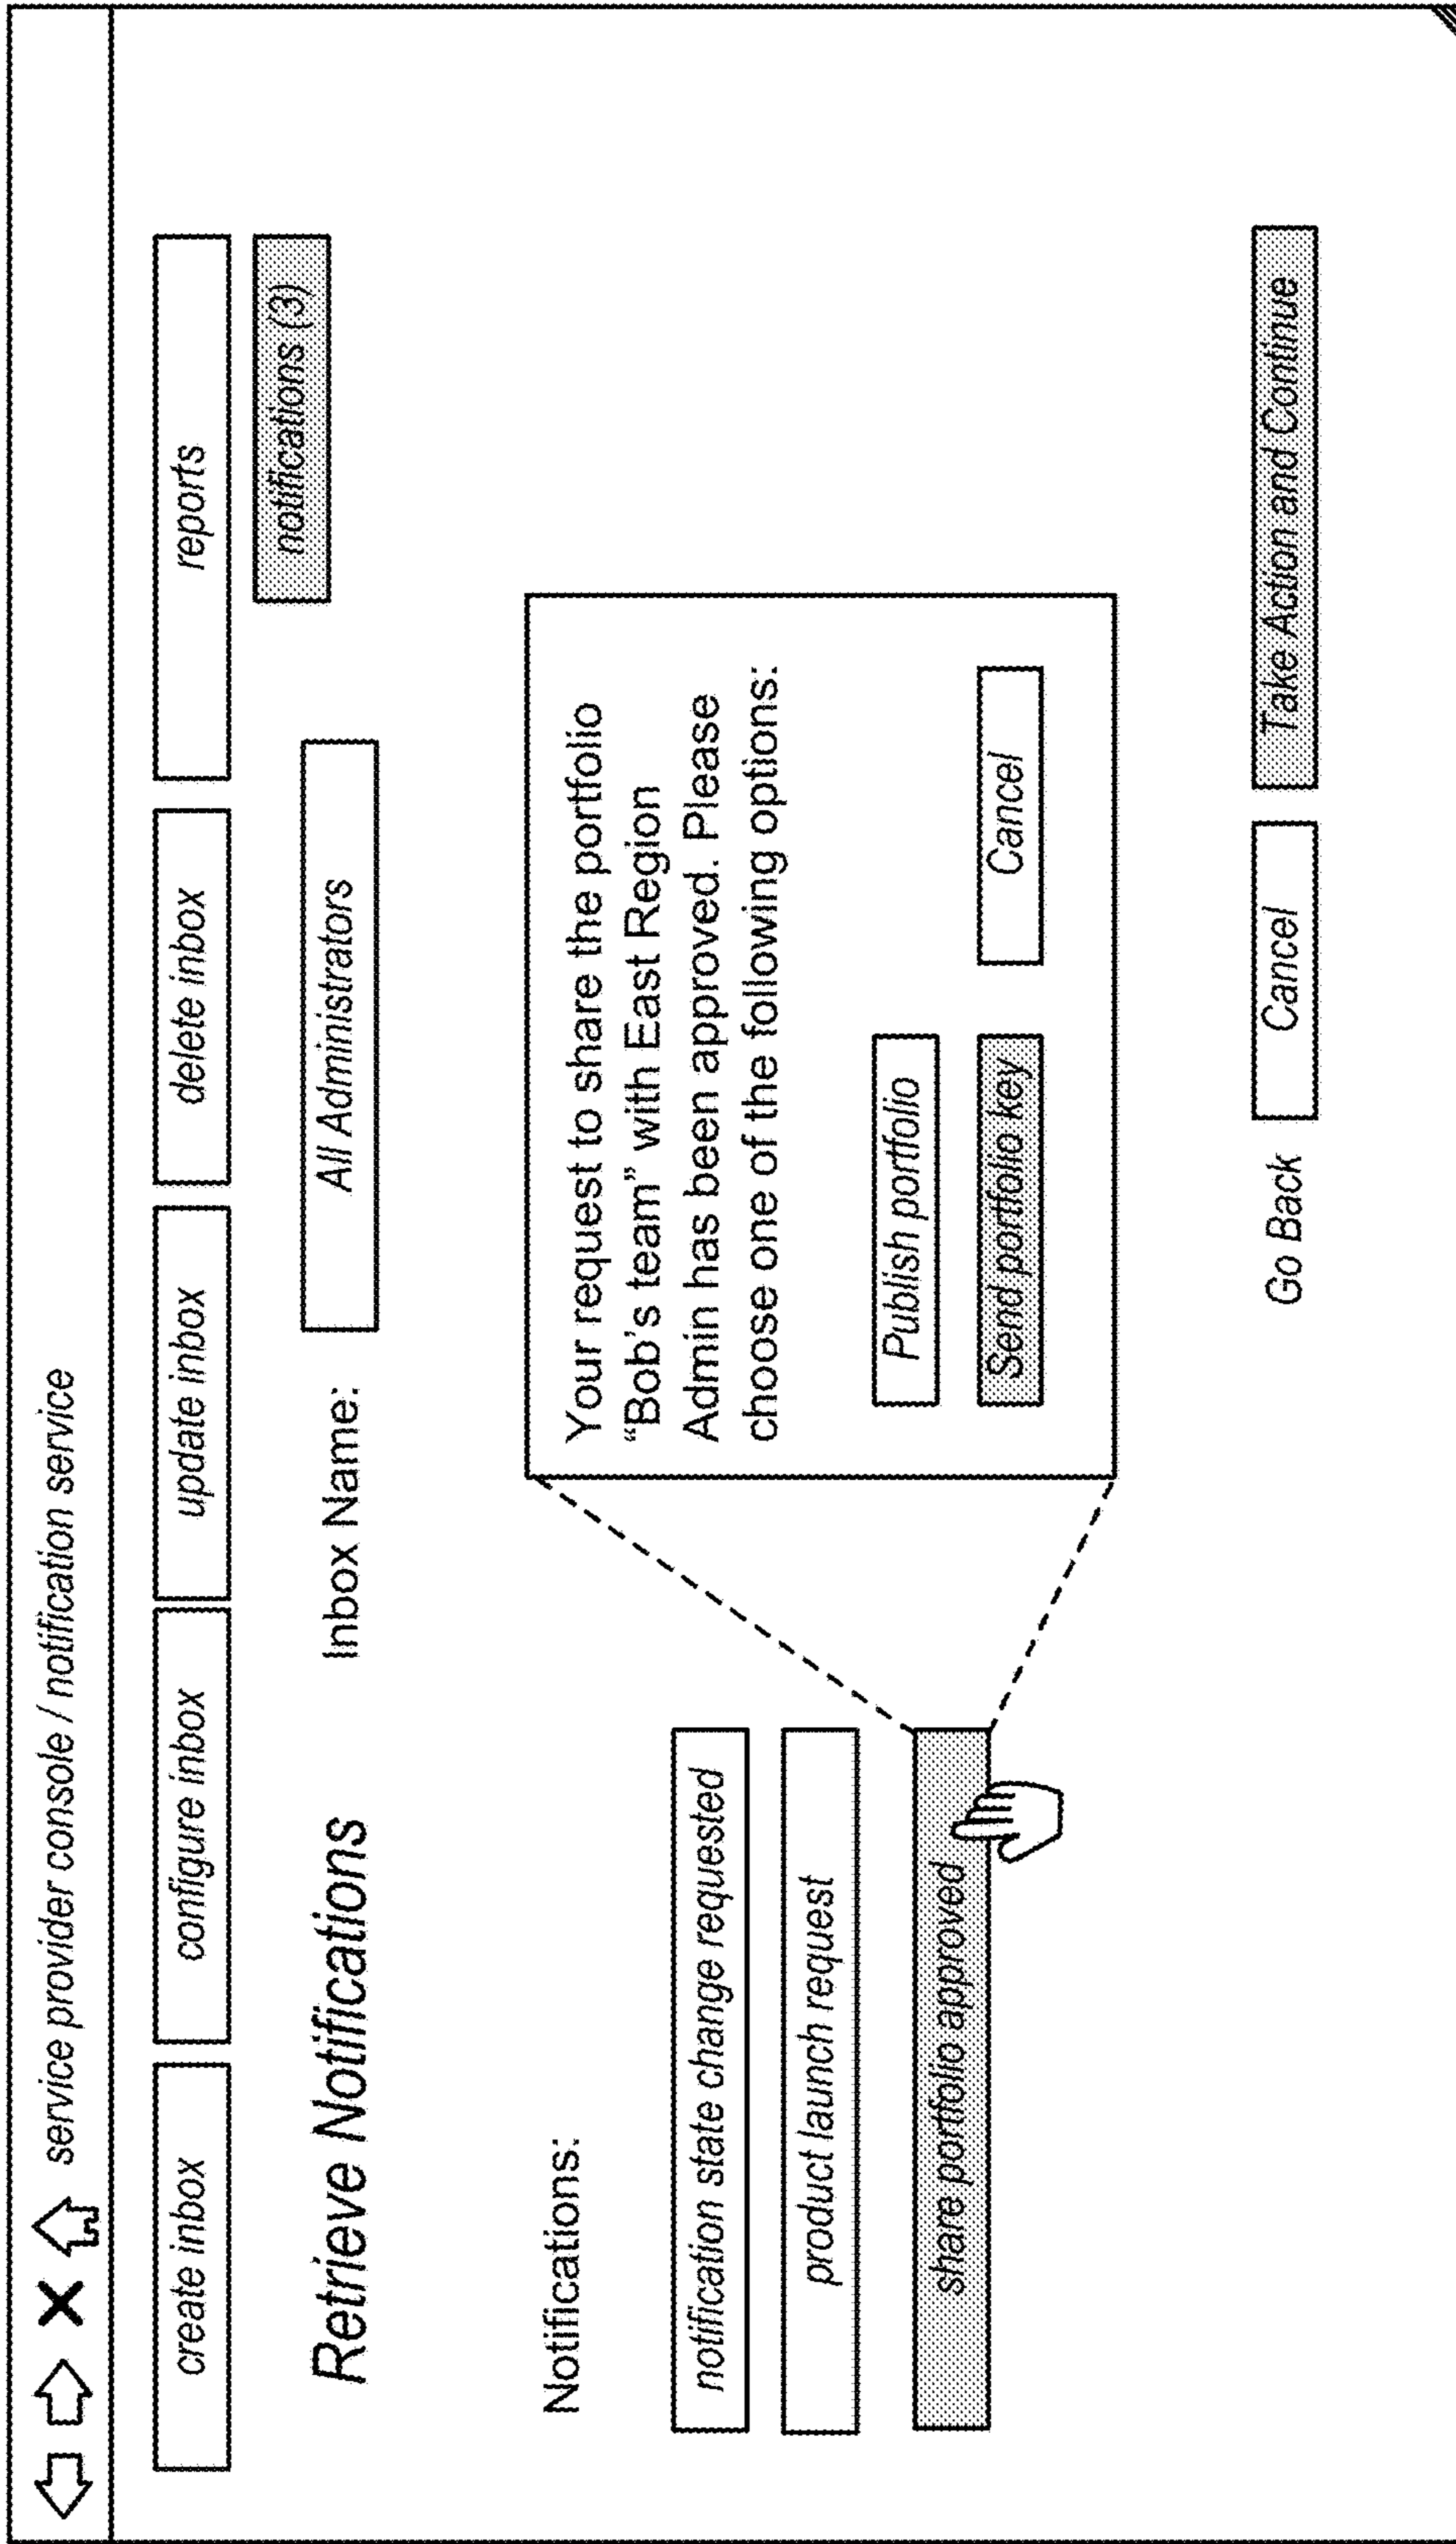 service provider console / notification service
create inbox
configure inbox
update inbox
delete inbox
reports
notifications (3)
Retrieve Notifications
Inbox Name:
All Administrators
Notifications:
notification state change requested
product launch request
share portfolio approved
Your request to share the portfolio
“Bob’s team” with East Region
Admin has been approved. Please
choose one of the following options:
Publish portfolio
Send portfolio key
Cancel
Go Back
Cancel
Take Action and Continue